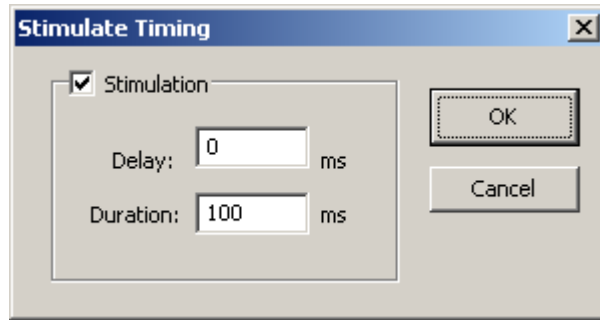 Stimulate Timing
Stimulation
Delay: 0 ms
Duration: 100 ms
OK
Cancel